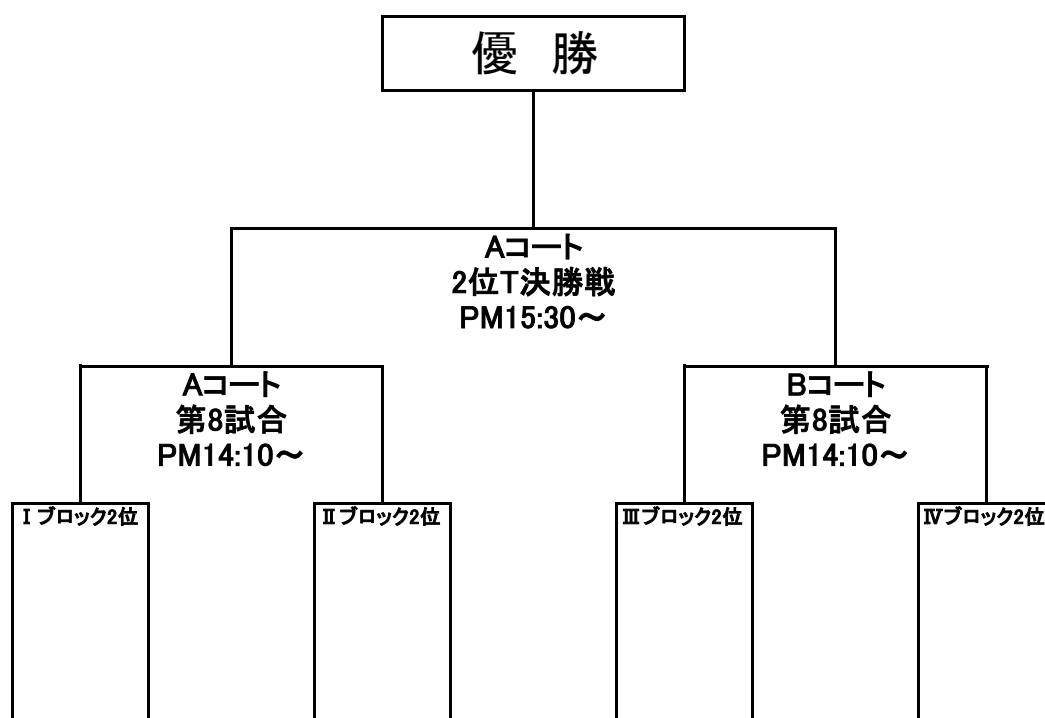 優 勝
Aコート
2位T決勝戦
PM15:30～
Aコート
第8試合
PM14:10～
Bコート
第8試合
PM14:10～
Ⅰブロック2位
Ⅱブロック2位
Ⅲブロック2位
Ⅳブロック2位